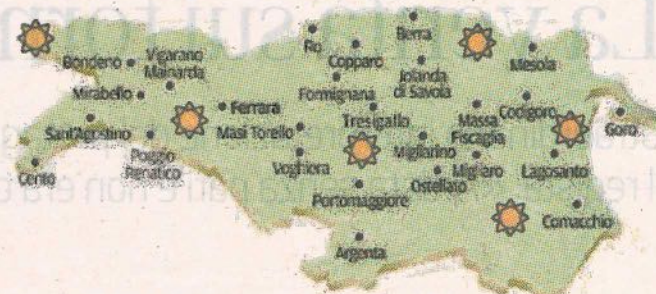 Ro
Berra
Bondeno
Vigarano
Mainarda
Copparo
Mesola
Jolanda
di Savoia
Mirabello
Formignana
Ferrara
Tresigallo
Codigoro
Massa
Fiscaglia
Goro
Sant'Agostino
Masi Torello
Poggio
Renatico
Voghiera
Migliarino
Migliaro
Lagosanto
Cento
Ostellato
Portomaggiore
Comacchio
Argenta